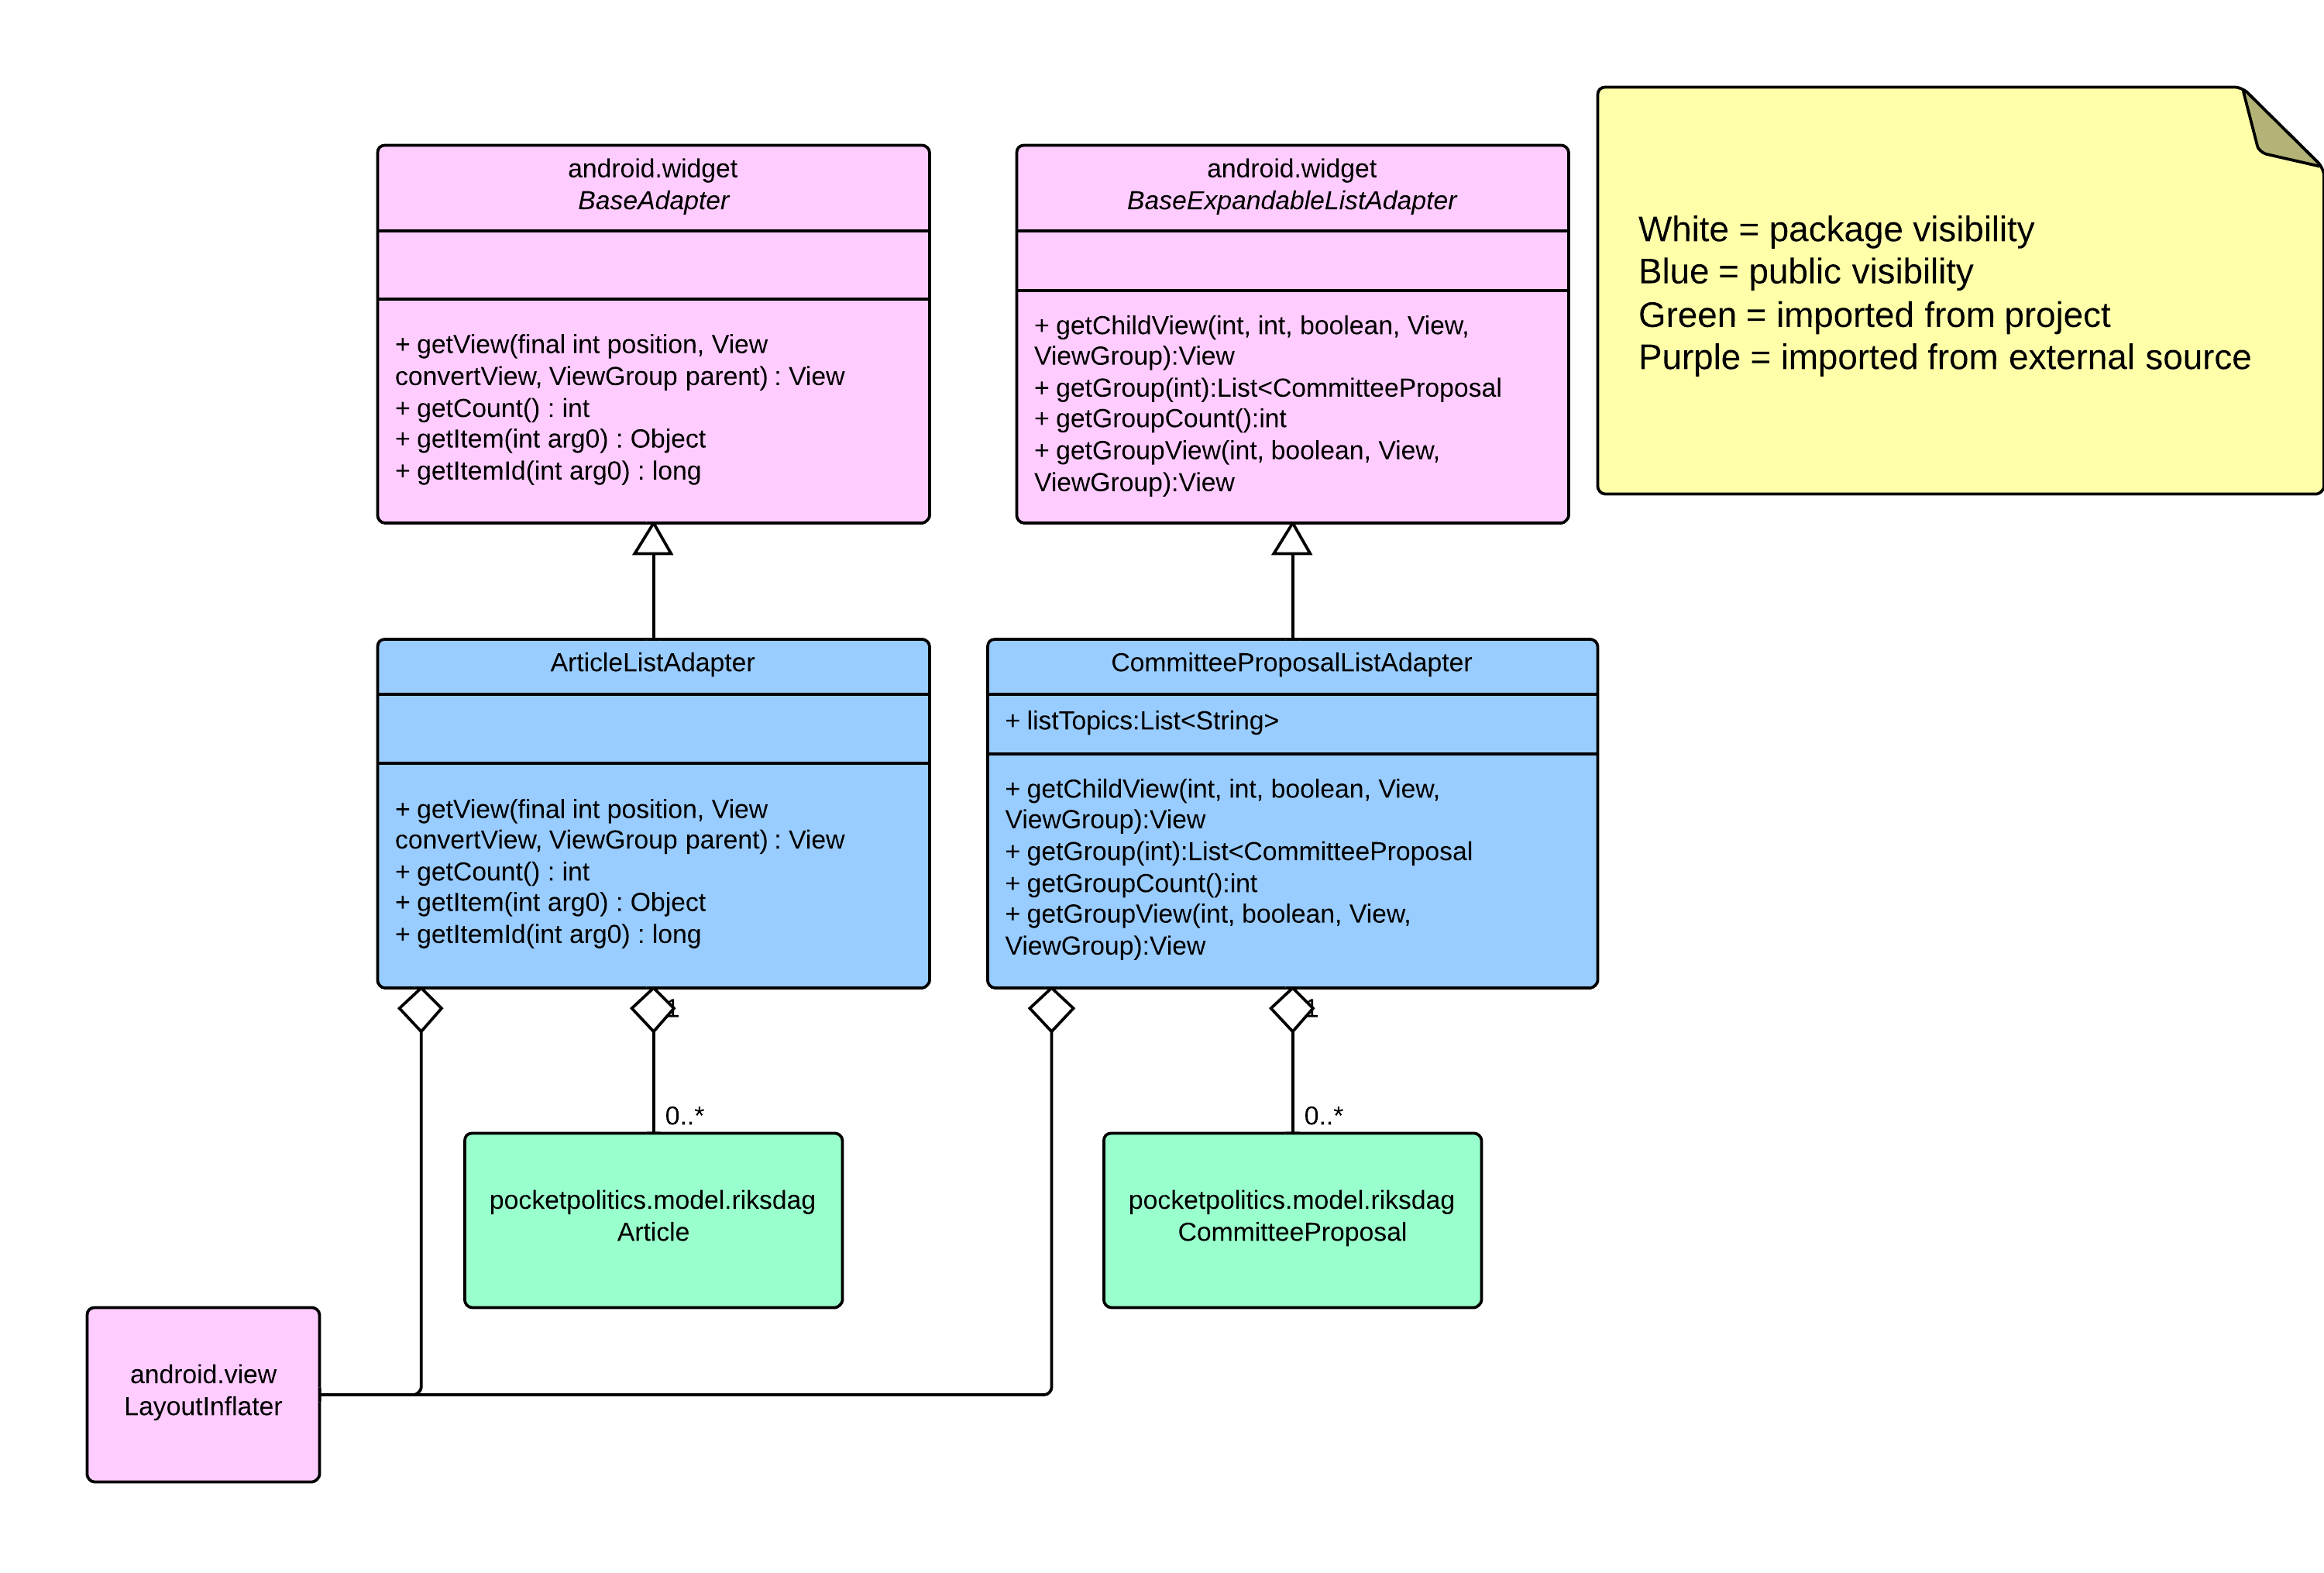 android.widget
BaseAdapter
+ getView(final int position, View
convertView, ViewGroup parent) : View
+ getCount() : int
+ getItem(int arg0) : Object
+ getItemId(int arg0) : long
android.widget
BaseExpandableListAdapter
+ getChildView(int, int, boolean, View,
ViewGroup):View
+ getGroup(int):List<CommitteeProposal
+ getGroupCount():int
+ getGroupView(int, boolean, View,
ViewGroup):View
White = package visibility
Blue = public visibility
Green = imported from project
Purple = imported from external source
ArticleListAdapter
+ getView(final int position, View
convertView, ViewGroup parent) : View
+ getCount() : int
+ getItem(int arg0) : Object
+ getItemId(int arg0) : long
CommitteeProposalListAdapter
+ listTopics:List<String>
+ getChildView(int, int, boolean, View,
ViewGroup):View
+ getGroup(int):List<CommitteeProposal
+ getGroupCount():int
+ getGroupView(int, boolean, View,
ViewGroup):View
1
1
0..*
0..*
pocketpolitics.model.riksdag
Article
pocketpolitics.model.riksdag
CommitteeProposal
android.view
LayoutInflater